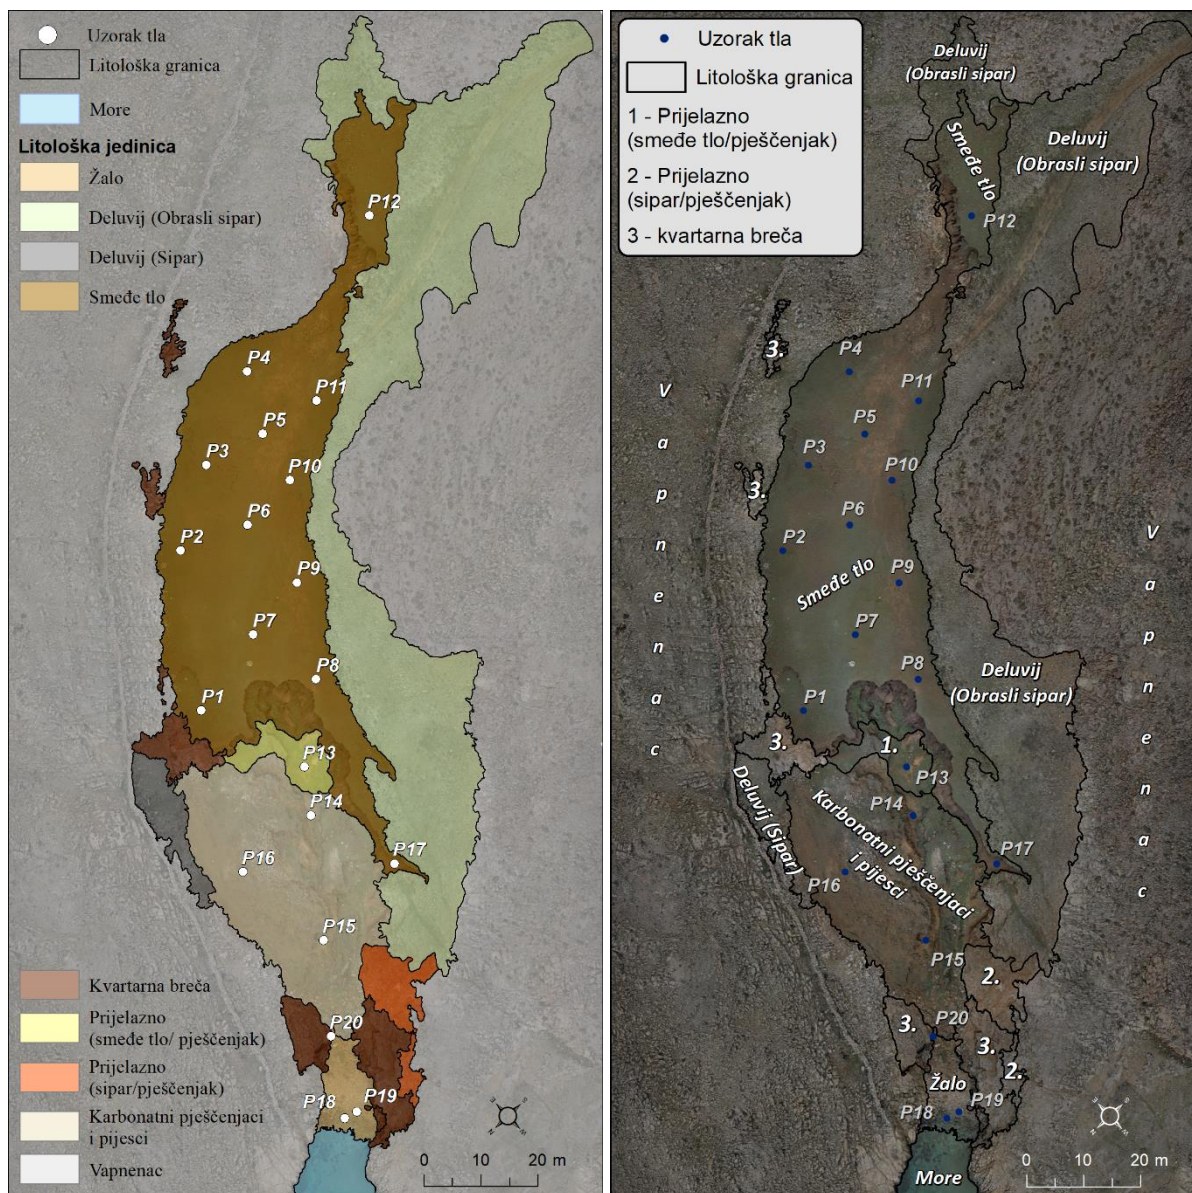 Uzorak tla
Litološka granica
More
Litološka jedinica
Žalo
Deluvij (Obrasli sipar)
Deluvij (Sipar)
Smeđe tlo
P12
P4
P11
P5
P3
P10
P6
P2
P9
P7
P8
P1
P13
P14
P17
P16
P15
P20
P19
P18
Kvartarna breča
Prijelazno
(smeđe tlo/ pješčenjak)
Prijelazno
(sipar/pješčenjak)
Karbonatni pješčenjaci
i pijesci
Vapnenac
0 10 20 m
Uzorak tla
Litološka granica
1 - Prijelazno
(smeđe tlo/pješčenjak)
2 - Prijelazno
(sipar/pješčenjak)
3 - kvartarna breča
Deluvij
(Obrasli sipar)
Smeđe tlo
Deluvij
(Obrasli sipar)
P12
3.
P4
P11
Vapnenac
P5
P3
P10
3.
P6
P2
Vapnenac
Smeđe tlo
P9
P7
P8
Deluvij
(Obrasli sipar)
P1
3.
1.
P13
Deluvij (Sipar)
P14
Karbonatni pješčenjaci
i pijesci
P17
P16
P15
2.
3.
P20
3.
2.
Žalo
P19
P18
More
0 10 20 m